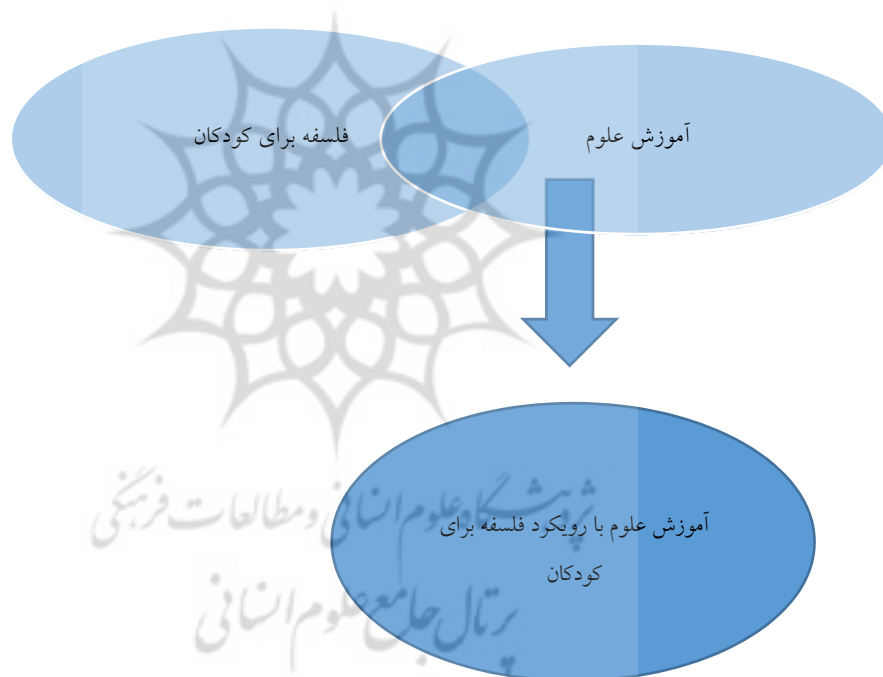 آموزش علوم
فلسفه برای کودکان
آموزش علوم با رویکرد فلسفه برای
کودکان
پژوهشگاه علوم انسانی و مطالعات فرهنگی
پرتال جامع علوم انسانی